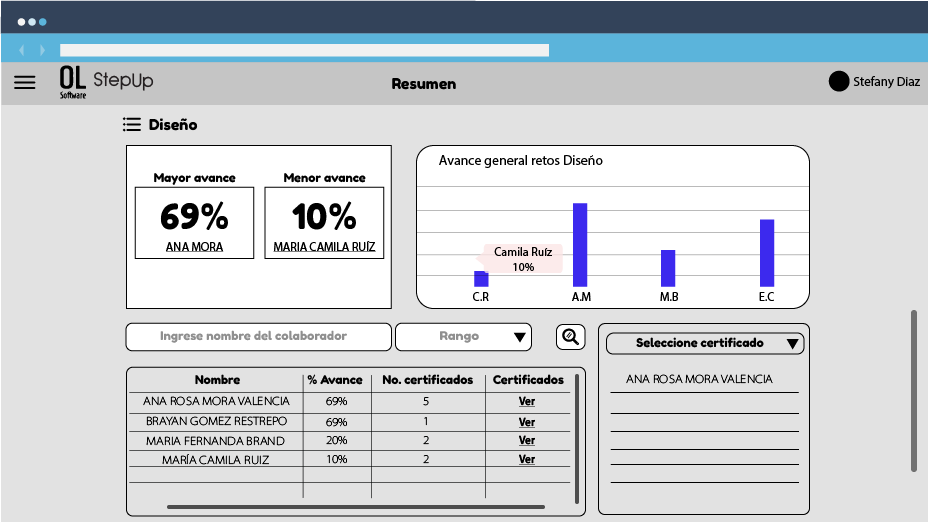 OL
Software
StepUp
Resumen
Stefany Diaz
Diseño
Mayor avance
69%
ANA MORA
Menor avance
10%
MARIA CAMILA RUÍZ
Avance general retos Diseño
Camila Ruíz
10%
C.R A.M M.B E.C
Ingrese nombre del colaborador
Rango
Seleccione certificado
ANA ROSA MORA VALENCIA
Nombre % Avance No. certificados Certificados
ANA ROSA MORA VALENCIA 69% 5 Ver
BRAYAN GOMEZ RESTREPO 69% 1 Ver
MARIA FERNANDA BRAND 20% 2 Ver
MARÍA CAMILA RUIZ 10% 2 Ver